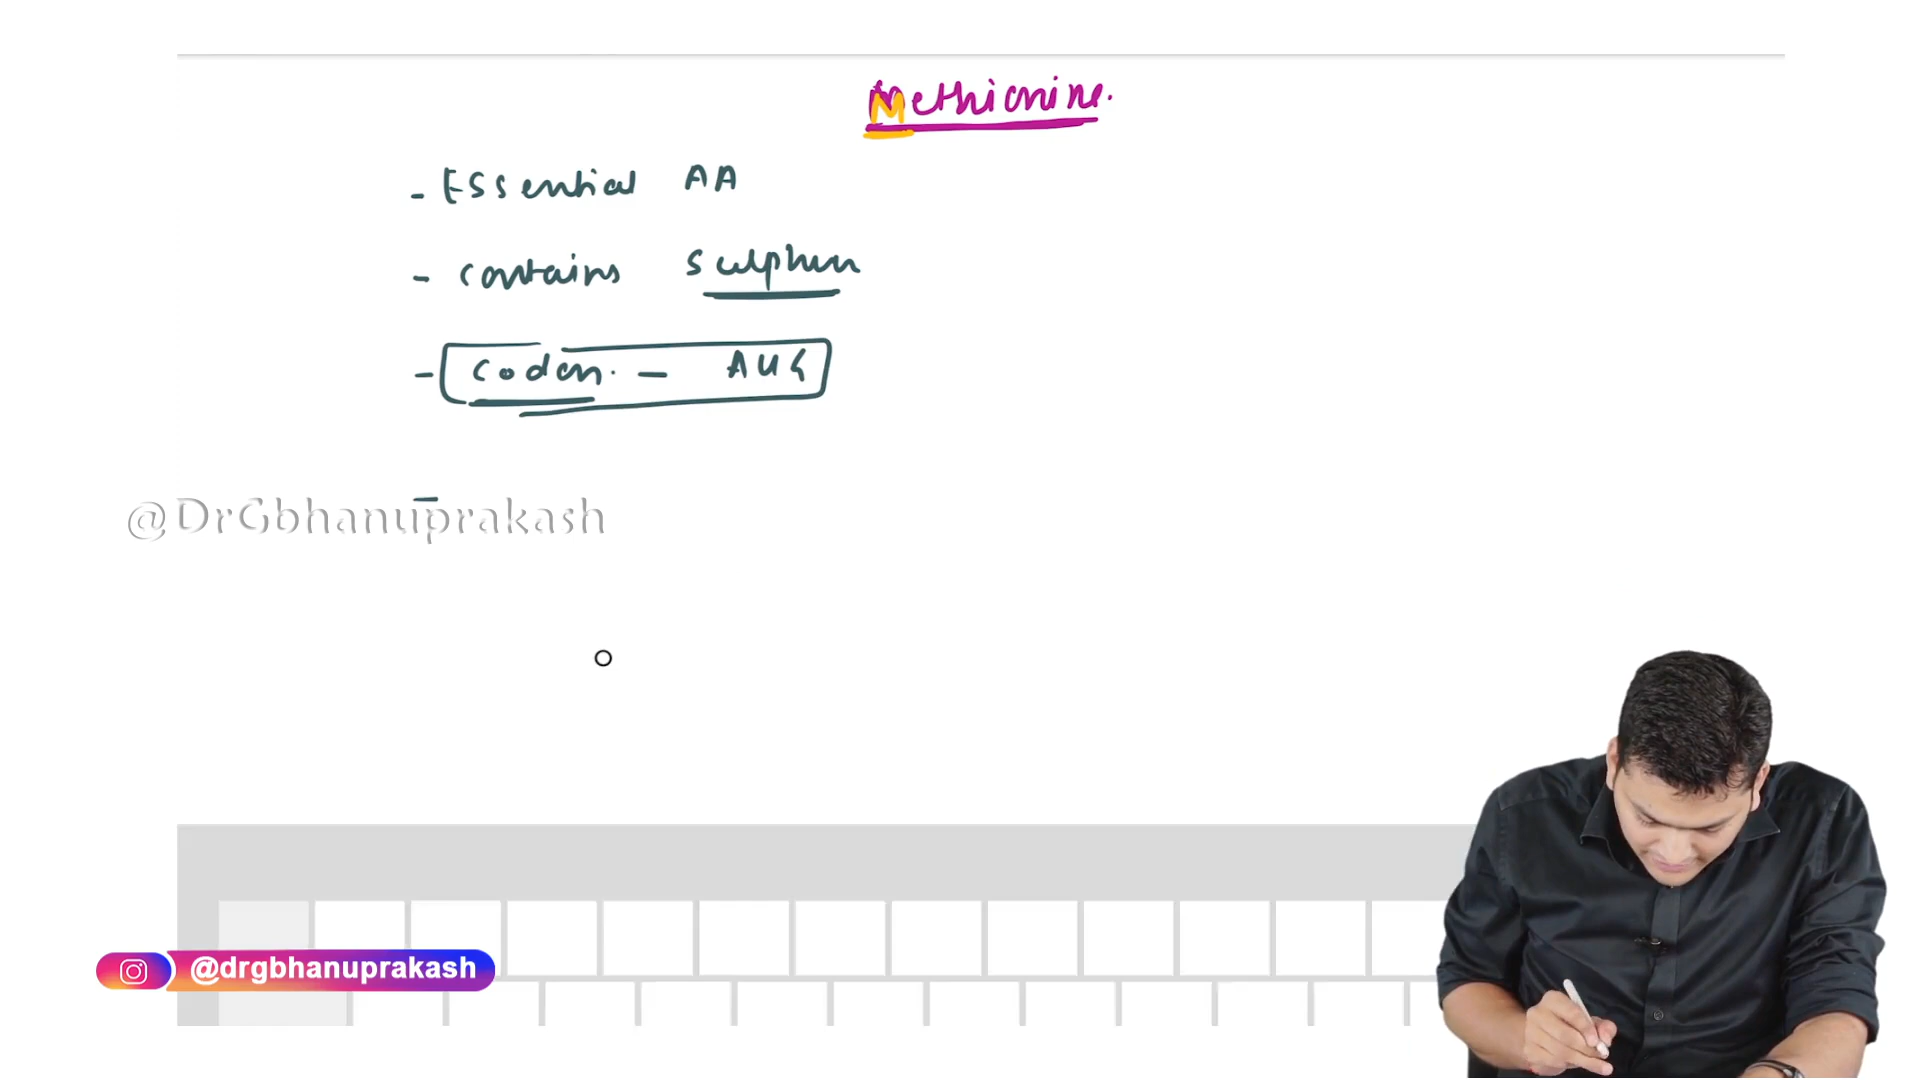 Methionine.
- Essential AA
- contains Sulphur
- Codon. - AUG
-
@DrGbhanuprakash
@drgbhanuprakash